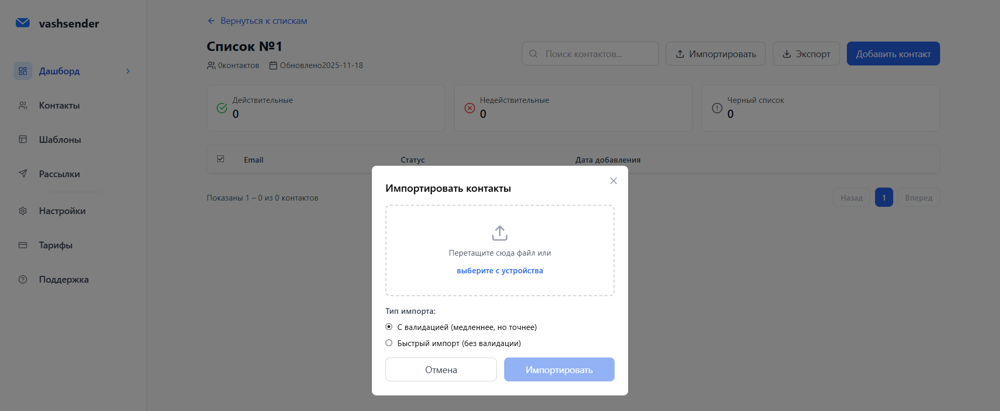 vashsender
Дашборд
Контакты
Шаблоны
Рассылки
Настройки
Тарифы
Поддержка
Вернуться к спискам
Список №1
0контактов
Обновлено2025-11-18
Поиск контактов...
Импортировать
Экспорт
Добавить контакт
Действительные
0
Недействительные
0
Черный список
0
Email
Статус
Дата добавления
Показаны 1 – 0 из 0 контактов
Назад
1
Вперед
Импортировать контакты
Перетащите сюда файл или
выберите с устройства
Тип импорта:
С валидацией (медленнее, но точнее)
Быстрый импорт (без валидации)
Отмена
Импортировать